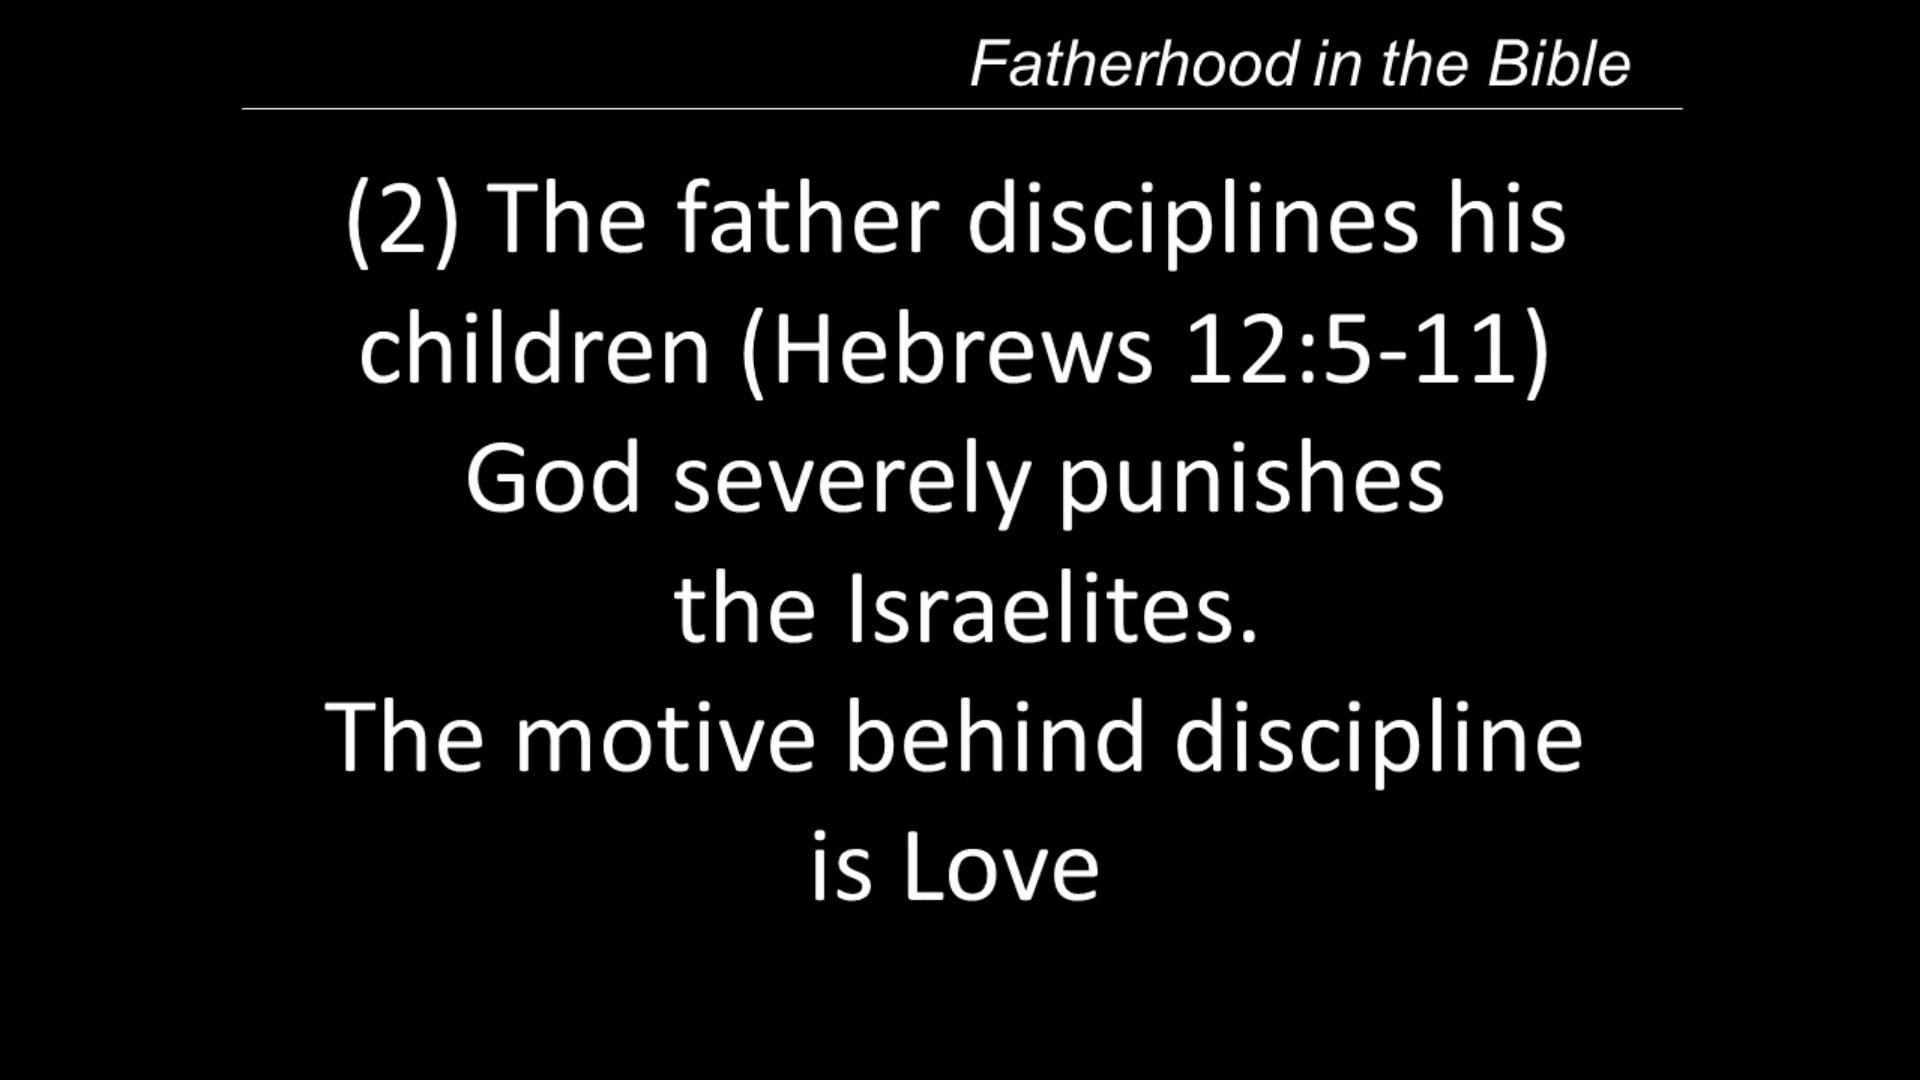 Fatherhood in the Bible
(2) The father disciplines his
children (Hebrews 12:5-11)
God severely punishes
the Israelites.
The motive behind discipline
is Love